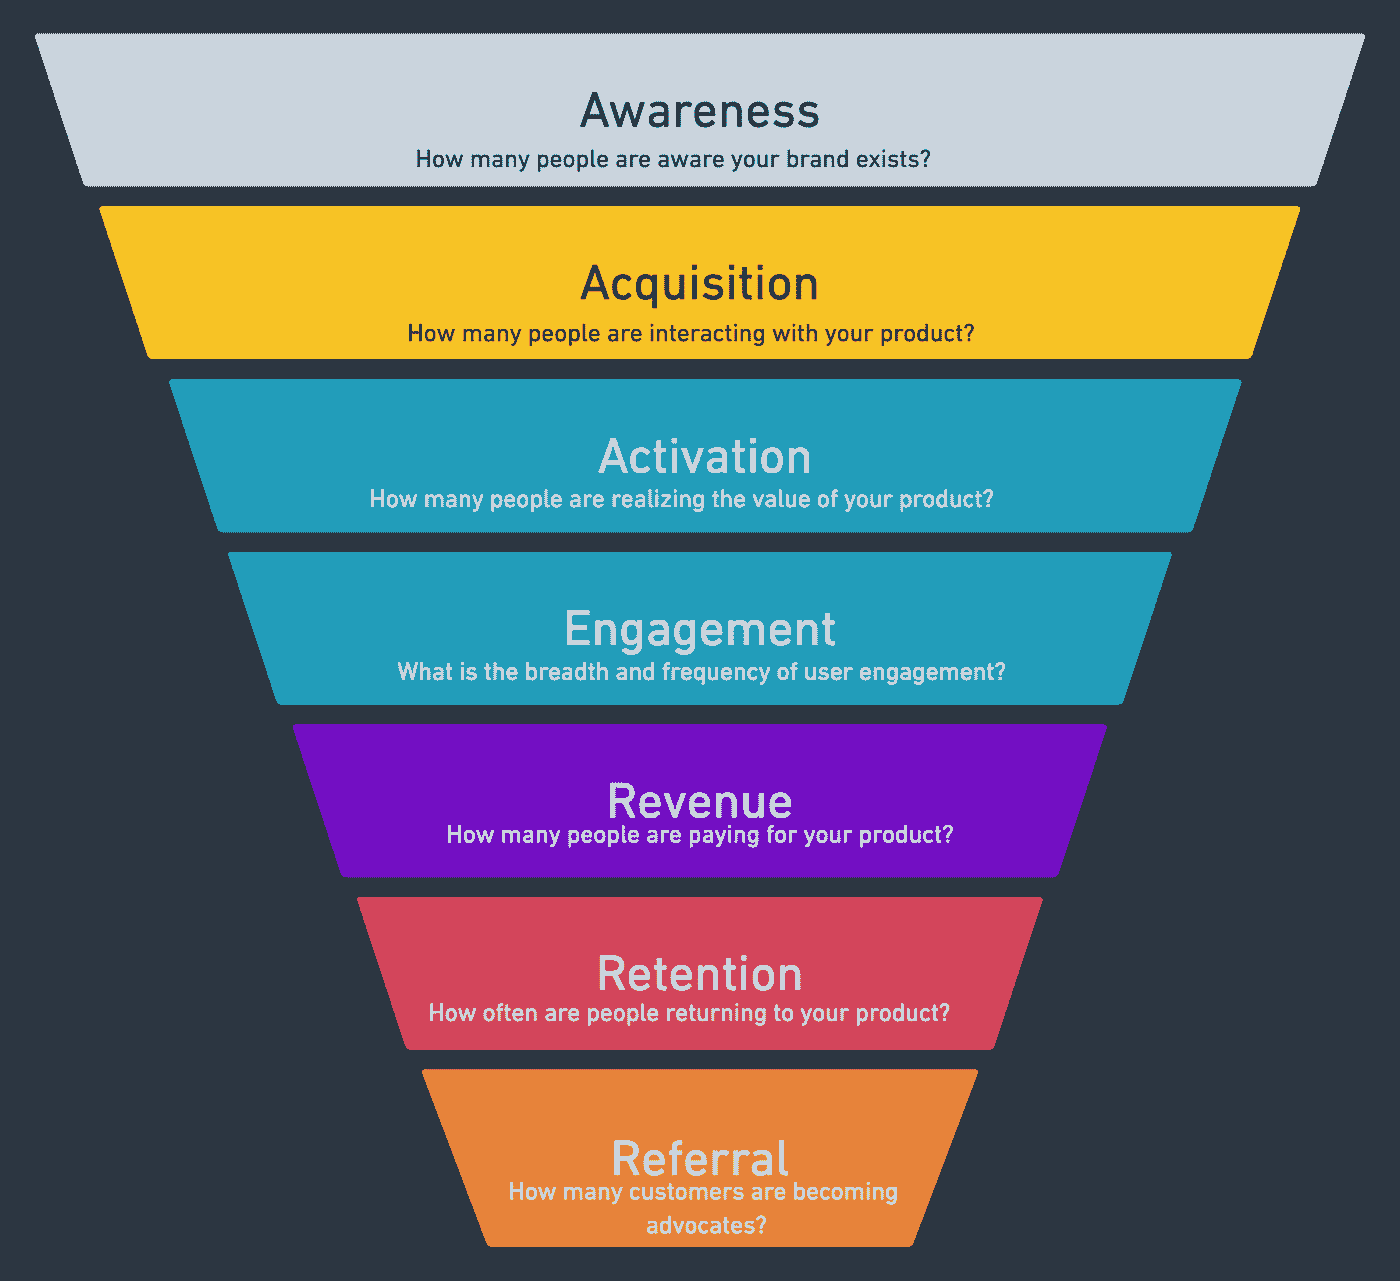 Awareness
How many people are aware your brand exists?
Acquisition
How many people are interacting with your product?
Activation
How many people are realizing the value of your product?
Engagement
What is the breadth and frequency of user engagement?
Revenue
How many people are paying for your product?
Retention
How often are people returning to your product?
Referral
How many customers are becoming
advocates?